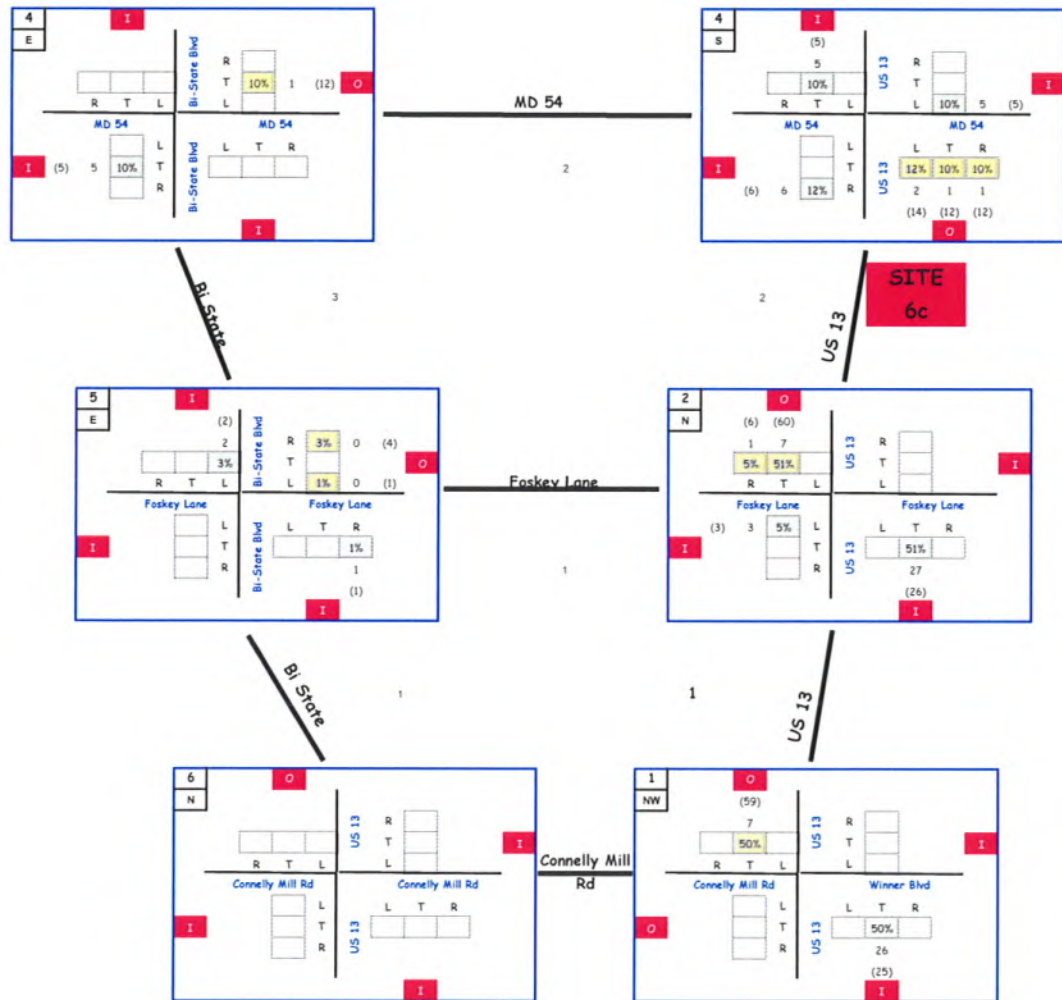 4
E
I
Bi-State Blvd
R
T 10% 1 (12) O
L
R T L
MD 54
MD 54
I (5) 5 10%
L
T
R
Bi-State Blvd
L T R
I
MD 54
2
4
S
I
(5)
5
10%
R T L
US 13
R
T
L 10% 5 (5)
I
MD 54
MD 54
I (6) 6 12%
L
T
R
US 13
L T R
12% 10% 10%
2 1 1
(14) (12) (12)
O
Bi State
3
2
US 13
SITE
6c
5
E
I
(2)
2
3%
R T L
Bi-State Blvd
R 3% 0 (4)
T
L 1% 0 (1)
O
Foskey Lane
Foskey Lane
I
L
T
R
Bi-State Blvd
L T R
1%
1
(1)
I
Foskey Lane
1
2
N
O
(6) (60)
1 7
5% 51%
R T L
US 13
R
T
L
I
Foskey Lane
Foskey Lane
I (3) 3 5% L
T
R
US 13
L T R
51%
27
(26)
I
Bi State
1
1
US 13
6
N
O
R T L
US 13
R
T
L
I
Connelly Mill Rd
Connelly Mill Rd
I
L
T
R
US 13
L T R
I
Connelly Mill
Rd
1
NW
O
(59)
7
50%
R T L
US 13
R
T
L
I
Connelly Mill Rd
Winner Blvd
O
L
T
R
US 13
L T R
50%
26
(25)
I